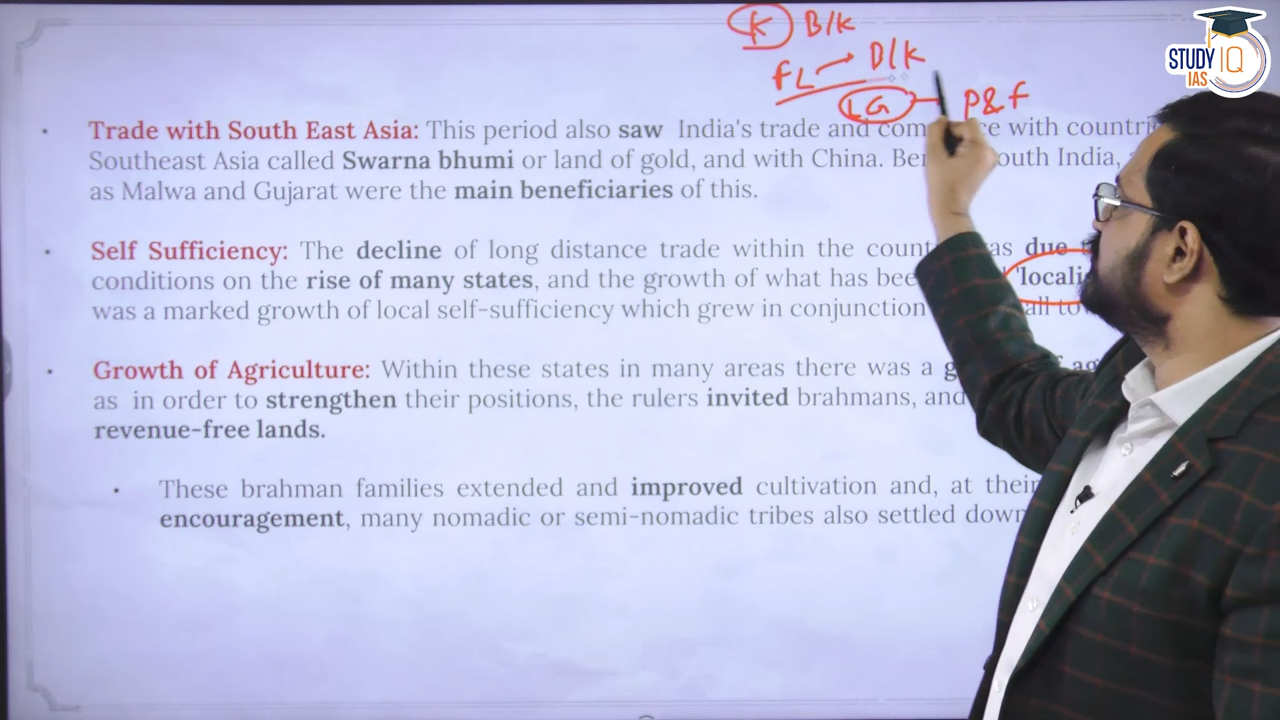 K B/K
FL → D/K
LG — P&F
STUDY IQ
IAS
• Trade with South East Asia: This period also saw India's trade and com ce with countri
Southeast Asia called Swarna bhumi or land of gold, and with China. Ben outh India,
as Malwa and Gujarat were the main beneficiaries of this.
• Self Sufficiency: The decline of long distance trade within the count as due
conditions on the rise of many states, and the growth of what has bee 'locali
was a marked growth of local self-sufficiency which grew in conjunction all to
• Growth of Agriculture: Within these states in many areas there was a g f ag
as in order to strengthen their positions, the rulers invited brahmans, and
revenue-free lands.
• These brahman families extended and improved cultivation and, at their
encouragement, many nomadic or semi-nomadic tribes also settled down